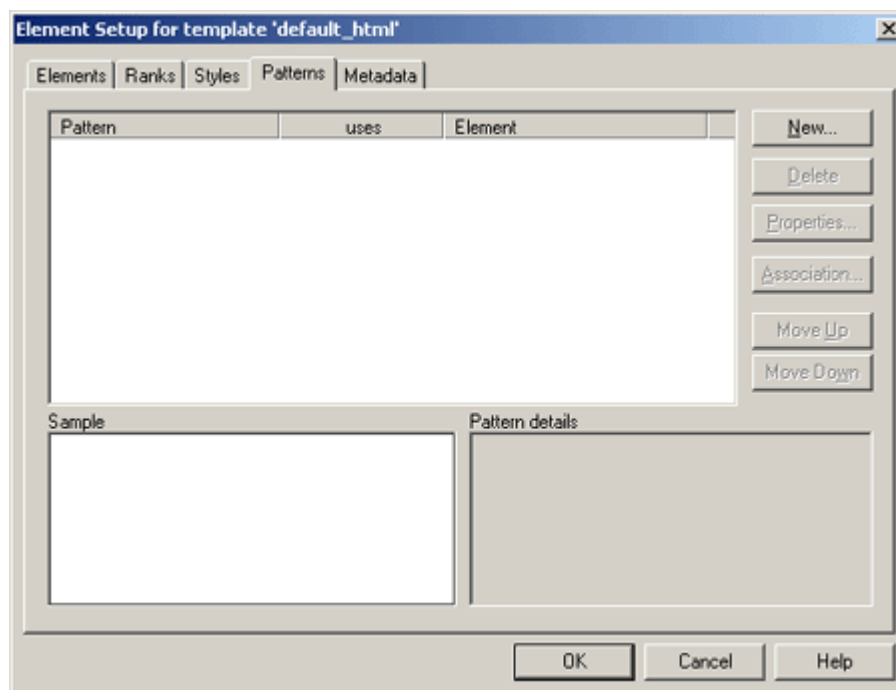 Element Setup for template 'default_html'
Elements Ranks Styles Patterns Metadata
Pattern uses Element
New...
Delete
Properties...
Association...
Move Up
Move Down
Sample
Pattern details
OK Cancel Help